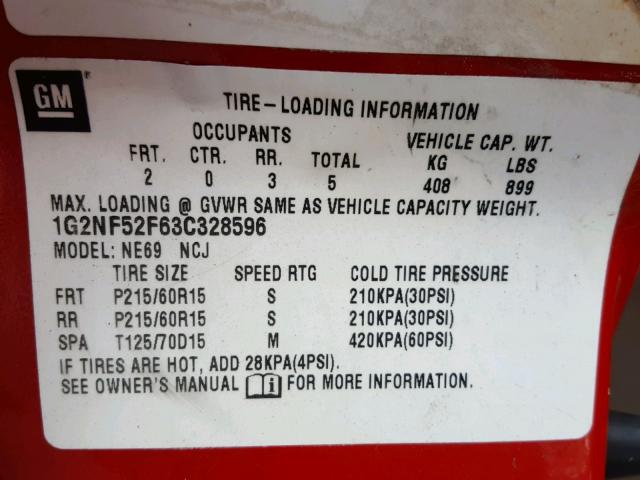 GM
TIRE-LOADING INFORMATION
OCCUPANTS VEHICLE CAP. WT.
FRT. CTR. RR. TOTAL KG LBS
2 0 3 5 408 899
MAX. LOADING @ GVWR SAME AS VEHICLE CAPACITY WEIGHT.
1G2NF52F63C328596
MODEL: NE69 NCJ
TIRE SIZE SPEED RTG COLD TIRE PRESSURE
FRT P215/60R15 S 210KPA(30PSI)
RR P215/60R15 S 210KPA(30PSI)
SPA T125/70D15 M 420KPA(60PSI)
IF TIRES ARE HOT, ADD 28KPA(4PSI).
SEE OWNER'S MANUAL i FOR MORE INFORMATION.